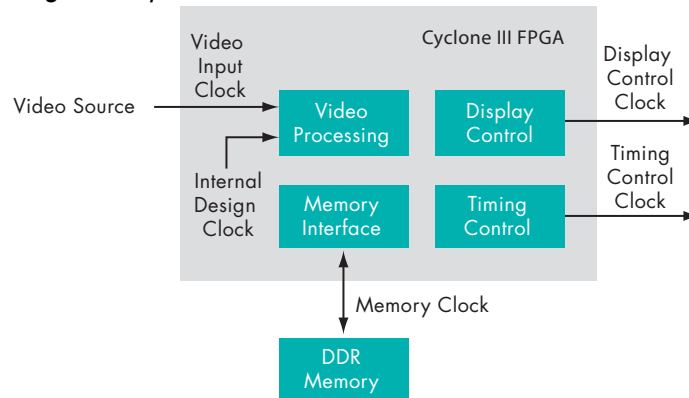 Cyclone III FPGA
Video
Input
Clock
Display
Control
Clock
Video Source
Video
Processing
Display
Control
Timing
Control
Clock
Internal
Design
Clock
Memory
Interface
Timing
Control
Memory Clock
DDR
Memory